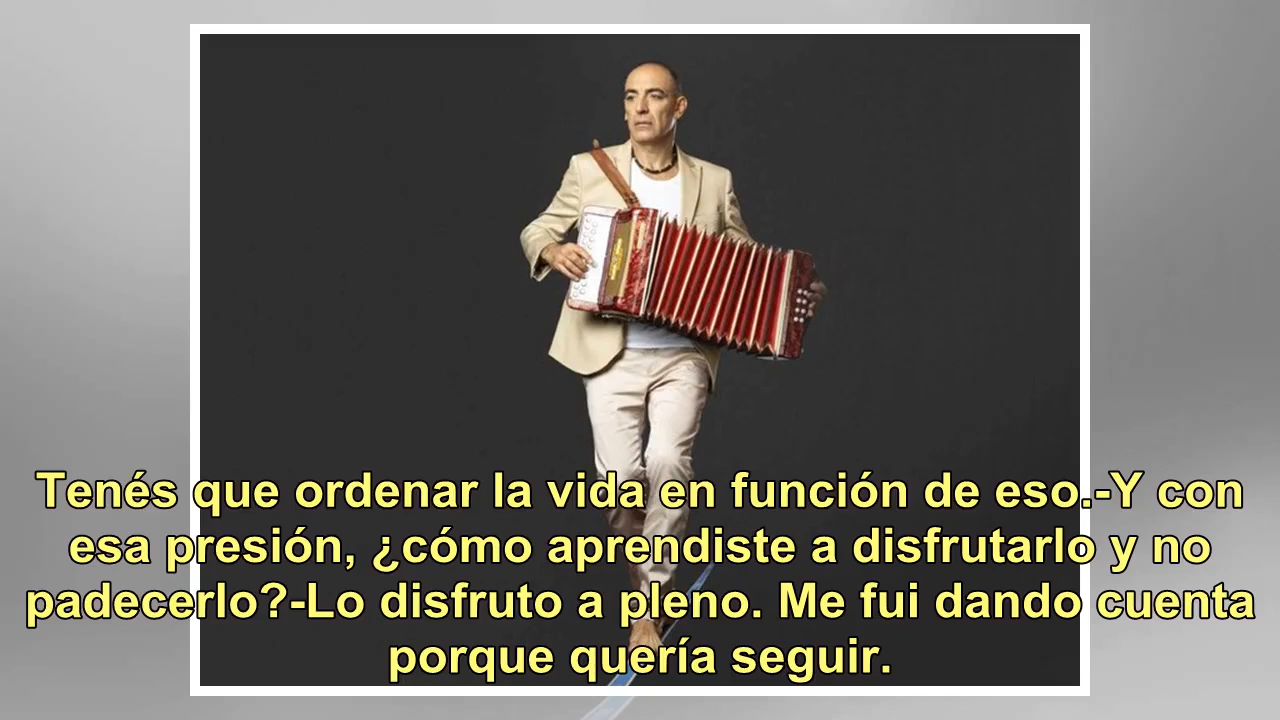 Tenés que ordenar la vida en función de eso.-Y con
esa presión, ¿cómo aprendiste a disfrutarlo y no
padecerlo?-Lo disfruto a pleno. Me fui dando cuenta
porque quería seguir.